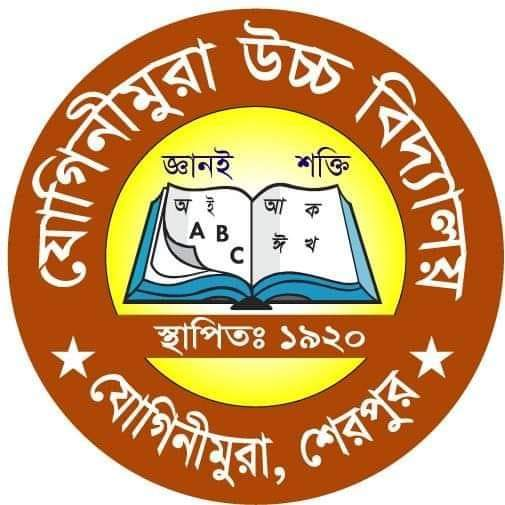 যোগিনীমুরা উচ্চ বিদ্যালয়
জ্ঞানই শক্তি
অ ই
A B C
আ ক
ঈ খ
স্থাপিতঃ ১৯২০
যোগিনীমুরা, শেরপুর